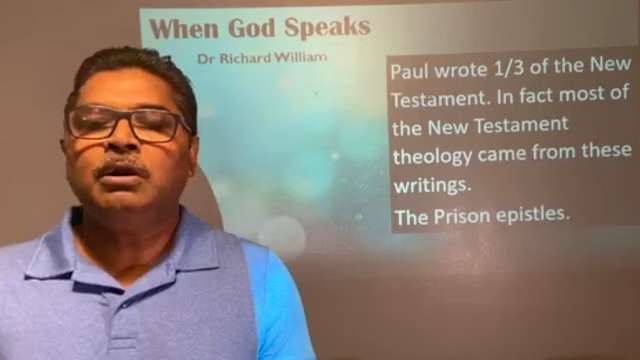 When God Speaks
Dr Richard William
Paul wrote 1/3 of the New
Testament. In fact most of
the New Testament
theology came from these
writings.
The Prison epistles.